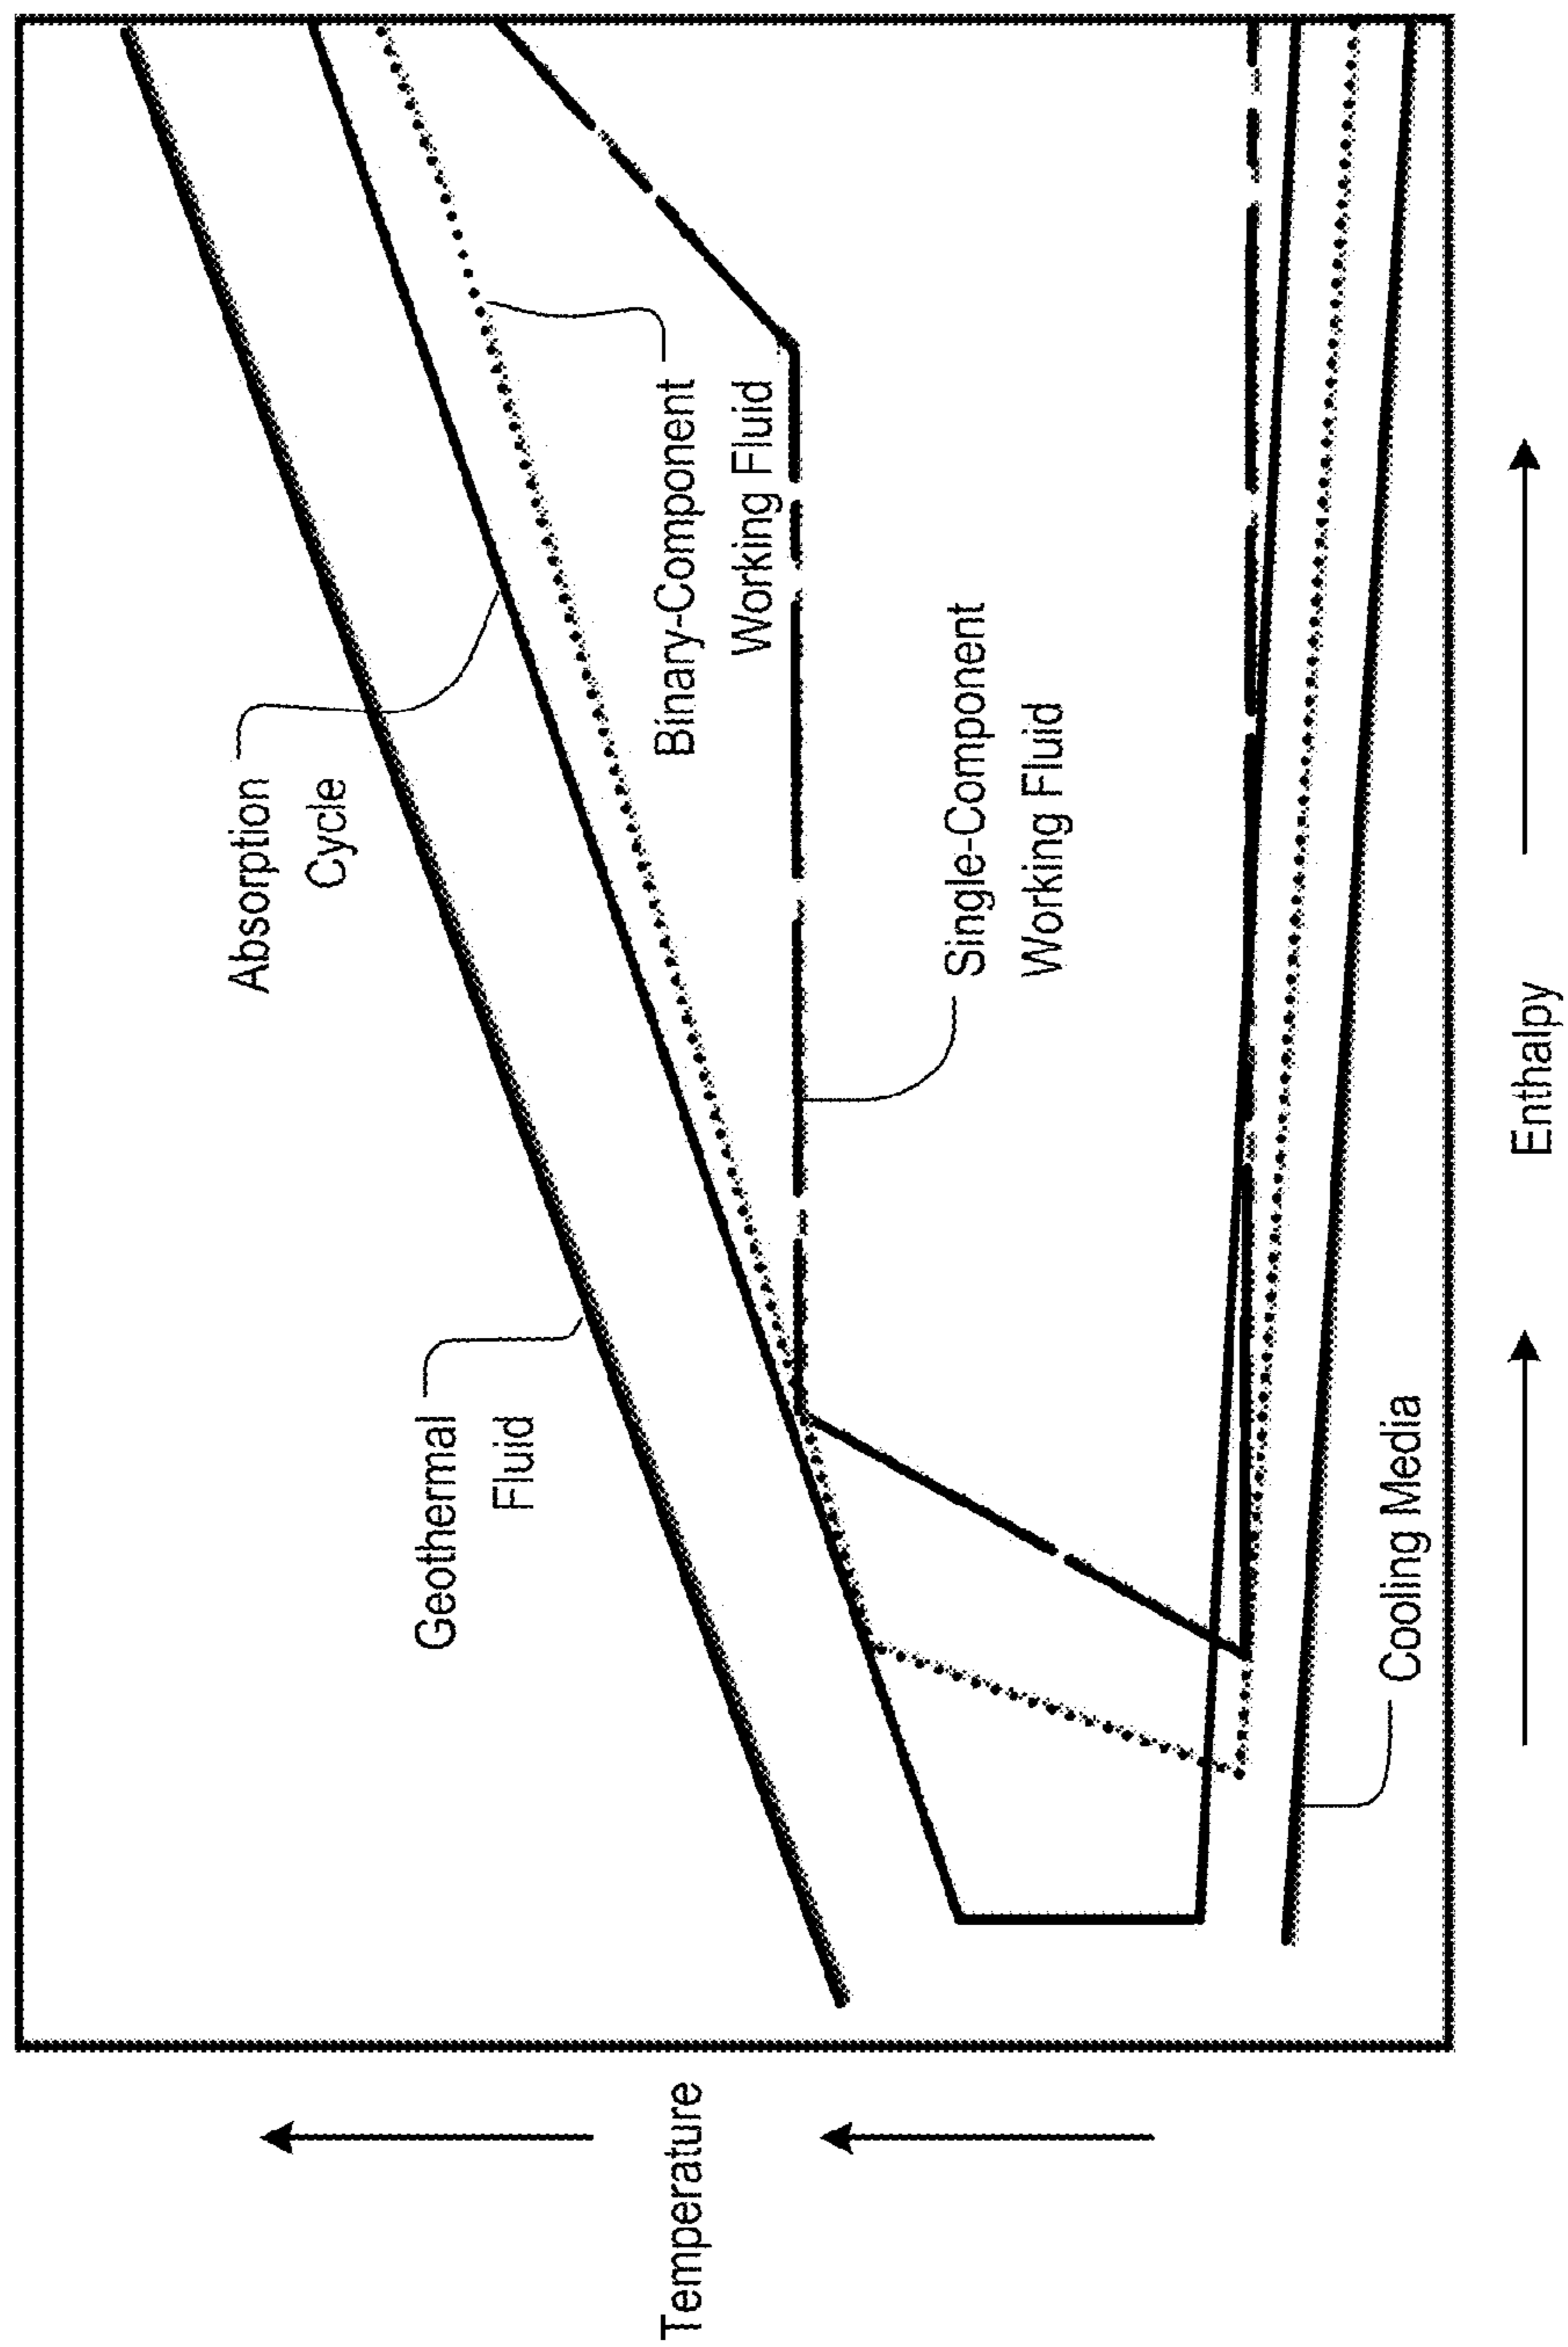 Temperature
Geothermal
Fluid
Absorption
Cycle
Binary-Component
Working Fluid
Single-Component
Working Fluid
Cooling Media
Enthalpy